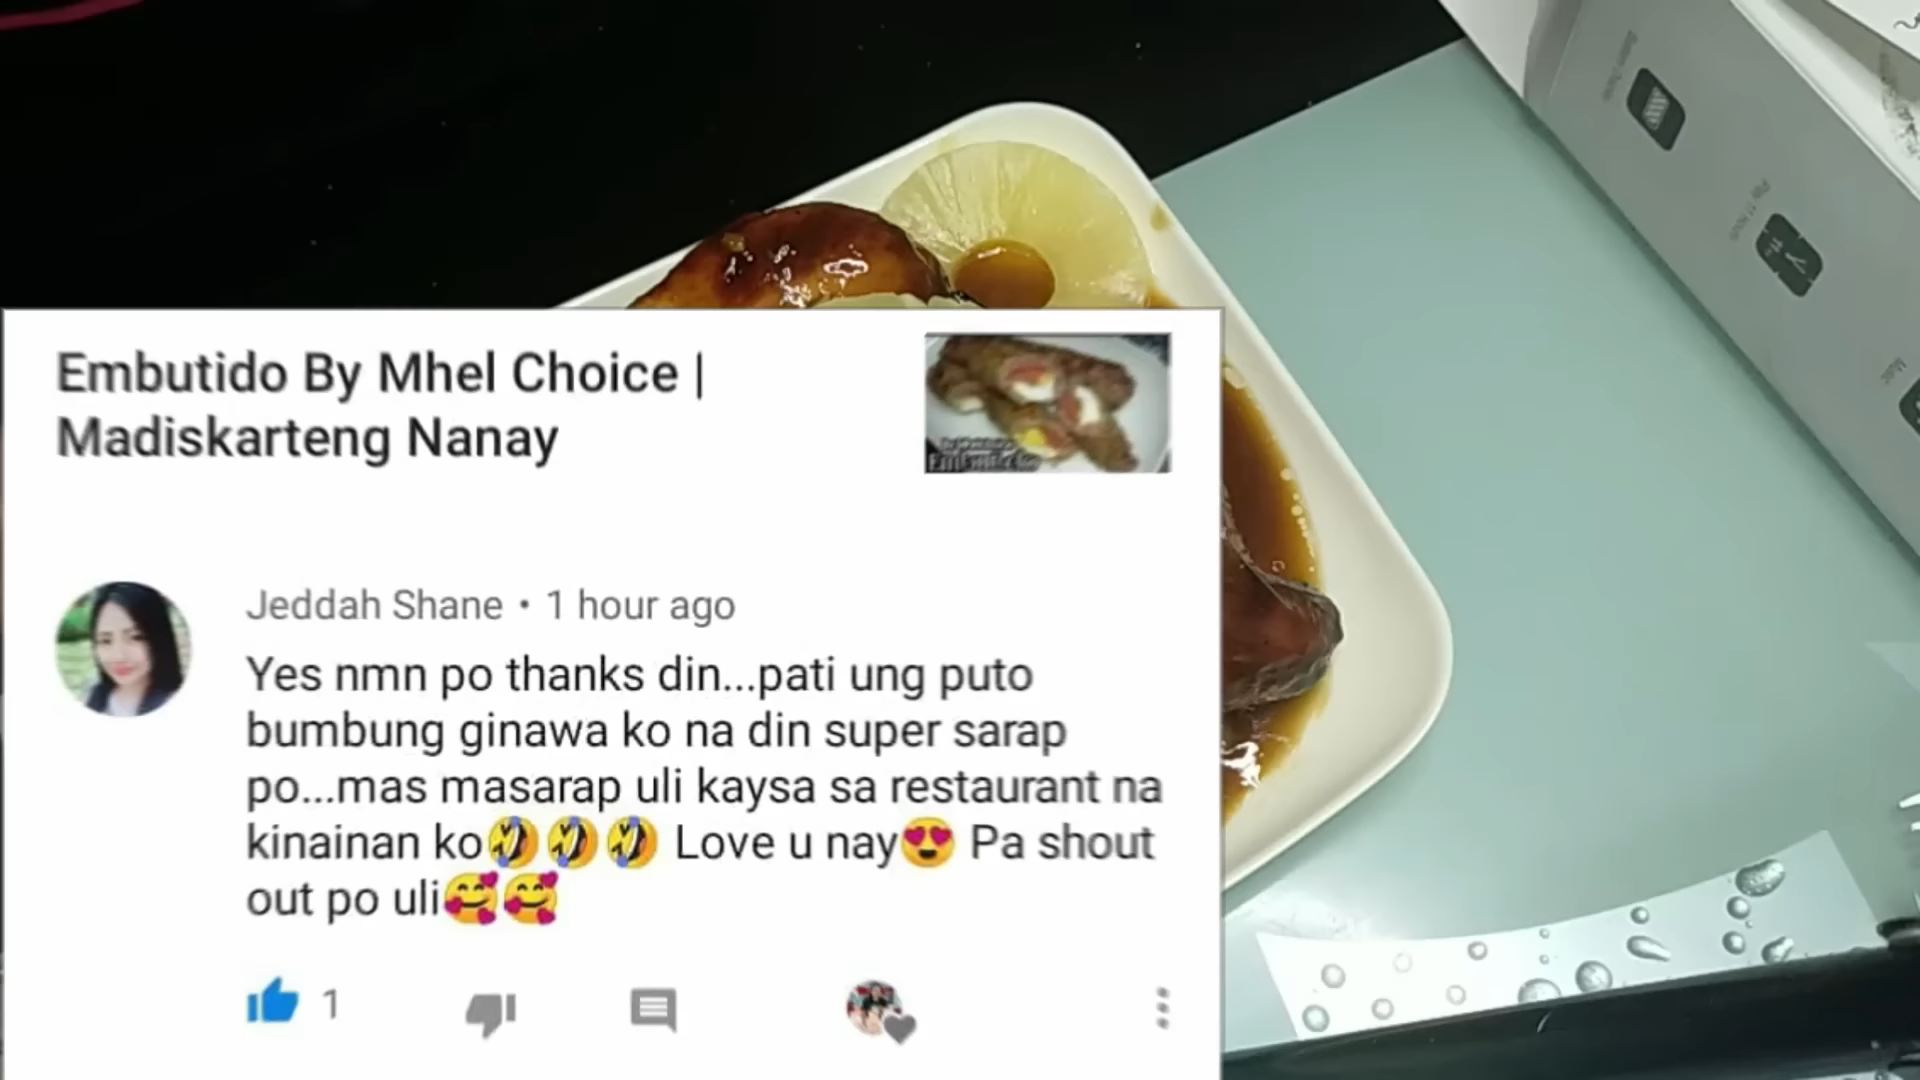 Embutido By Mhel Choice |
Madiskarteng Nanay
Jeddah Shane • 1 hour ago
Yes nmn po thanks din...pati ung puto
bumbung ginawa ko na din super sarap
po...mas masarap uli kaysa sa restaurant na
kinainan ko🤣🤣🤣 Love u nay😍 Pa shout
out po uli🥰🥰
1